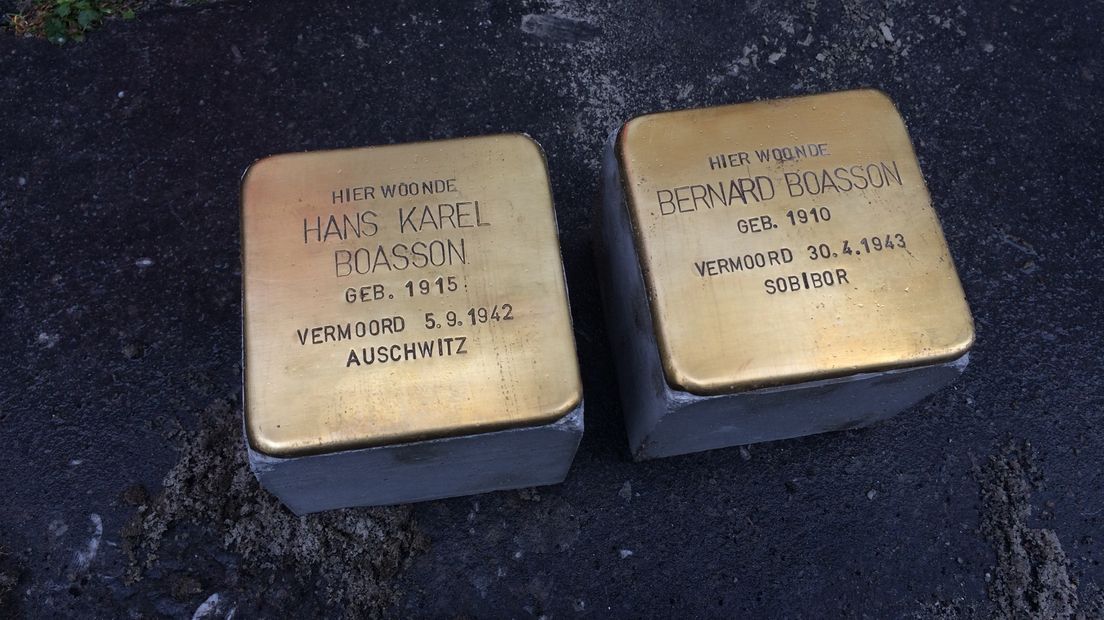 HIER WOONDE
HANS KAREL
BOASSON
GEB. 1915
VERMOORD 5.9.1942
AUSCHWITZ
HIER WOONDE
BERNARD BOASSON
GEB. 1910
VERMOORD 30.4.1943
SOBIBOR